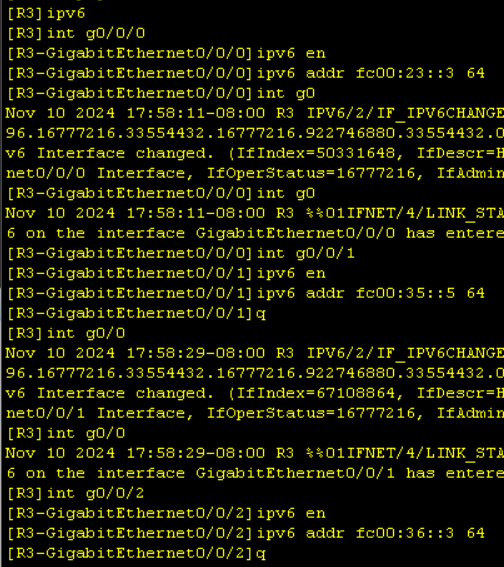 [R3]ipv6
[R3]int g0/0/0
[R3-GigabitEthernet0/0/0]ipv6 en
[R3-GigabitEthernet0/0/0]ipv6 addr fc00:23::3 64
[R3-GigabitEthernet0/0/0]int g0
Nov 10 2024 17:58:11-08:00 R3 IPV6/2/IF_IPV6CHANGE
96.16777216.33554432.16777216.922746880.33554432.0
v6 Interface changed. (IfIndex=50331648, IfDescr=H
net0/0/0 Interface, IfOperStatus=16777216, IfAdmin
[R3-GigabitEthernet0/0/0]int g0
Nov 10 2024 17:58:11-08:00 R3 %%01IFNET/4/LINK_STA
6 on the interface GigabitEthernet0/0/0 has entere
[R3-GigabitEthernet0/0/0]int g0/0/1
[R3-GigabitEthernet0/0/1]ipv6 en
[R3-GigabitEthernet0/0/1]ipv6 addr fc00:35::5 64
[R3-GigabitEthernet0/0/1]q
[R3]int g0/0
Nov 10 2024 17:58:29-08:00 R3 IPV6/2/IF_IPV6CHANGE
96.16777216.33554432.16777216.922746880.33554432.0
v6 Interface changed. (IfIndex=67108864, IfDescr=H
net0/0/1 Interface, IfOperStatus=16777216, IfAdmin
[R3]int g0/0
Nov 10 2024 17:58:29-08:00 R3 %%01IFNET/4/LINK_STA
6 on the interface GigabitEthernet0/0/1 has entere
[R3]int g0/0/2
[R3-GigabitEthernet0/0/2]ipv6 en
[R3-GigabitEthernet0/0/2]ipv6 addr fc00:36::3 64
[R3-GigabitEthernet0/0/2]q